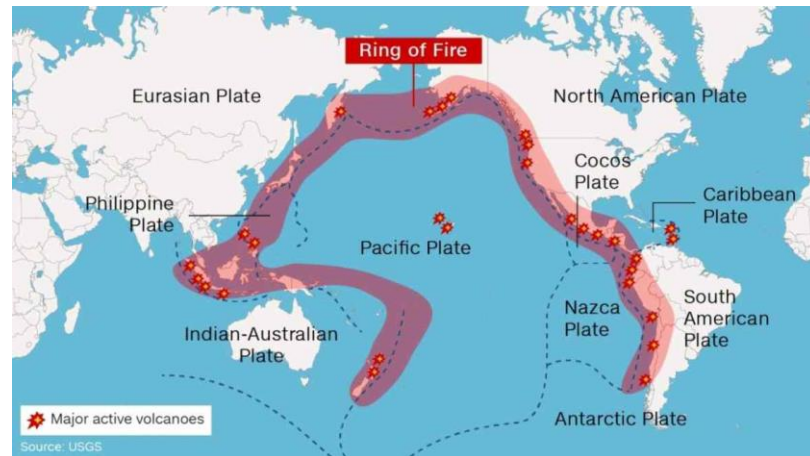 Ring of Fire
Eurasian Plate
North American Plate
Cocos
Plate
Caribbean
Plate
Philippine
Plate
Pacific Plate
Nazca
Plate
South
American
Plate
Indian-Australian
Plate
Antarctic Plate
Major active volcanoes
Source: USGS